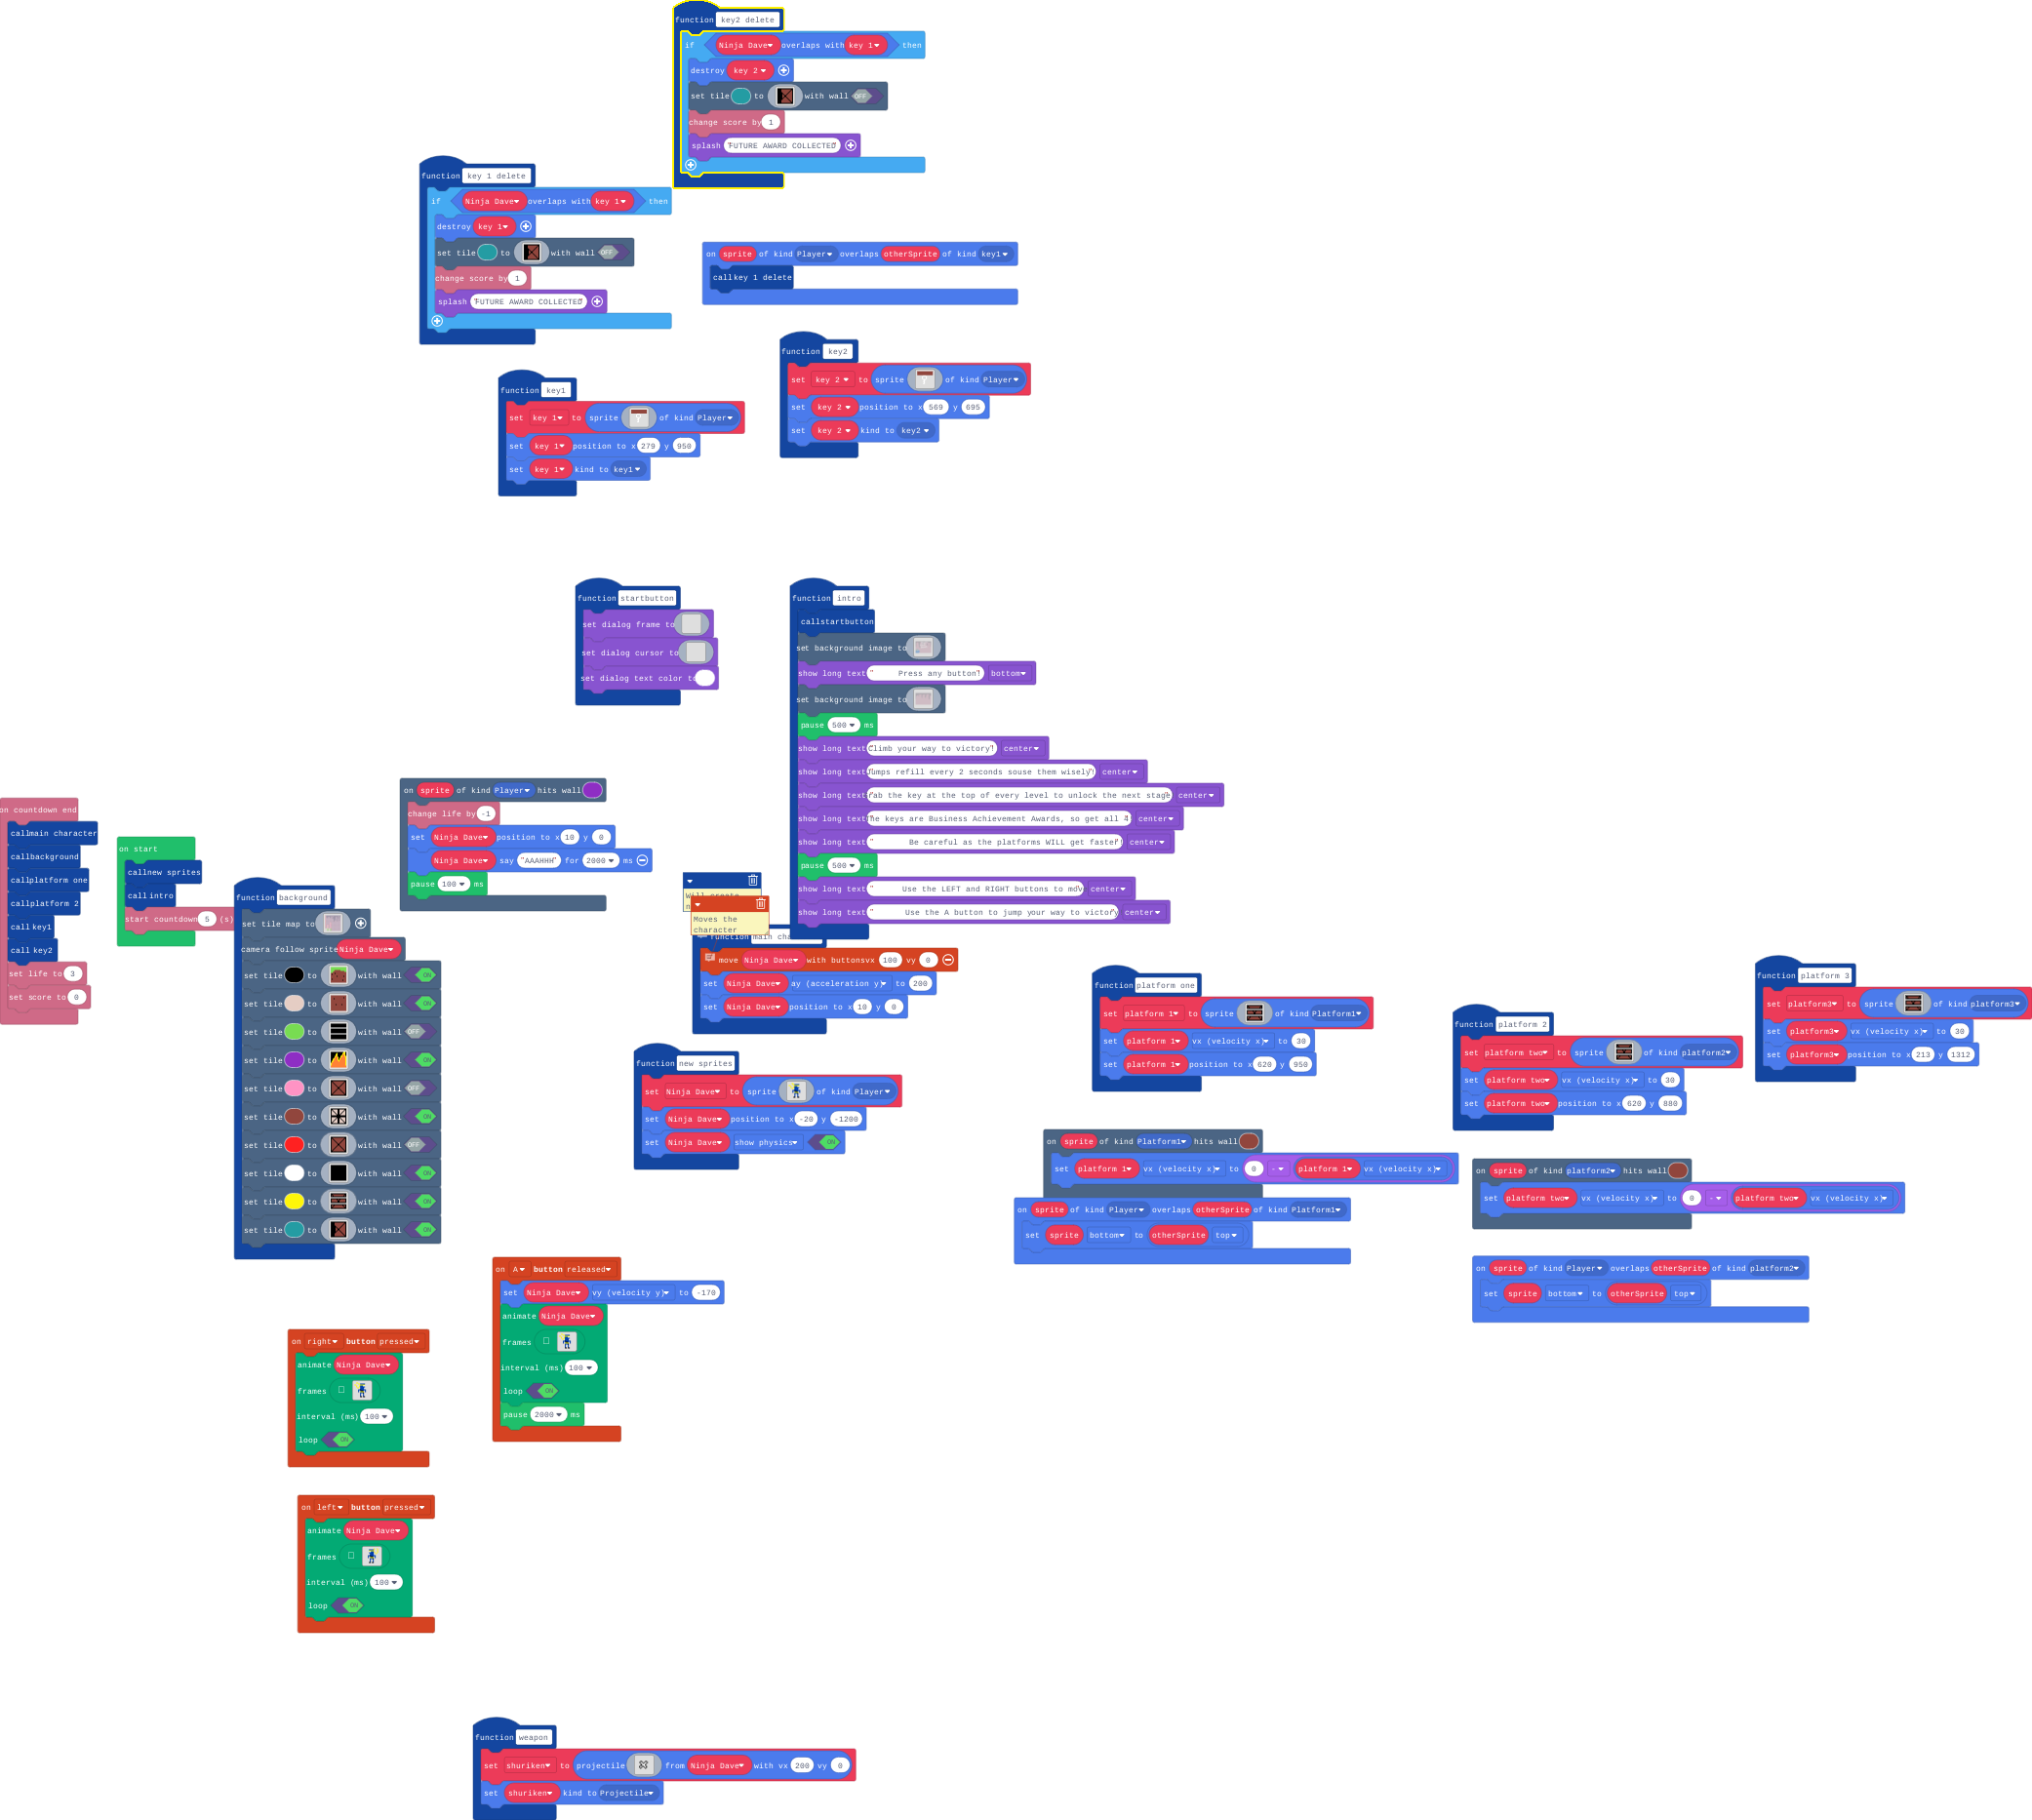 function key2 delete
if Ninja Dave overlaps with key 1 then
destroy key 2
set tile to with wall OFF
change score by 1
splash "FUTURE AWARD COLLECTED"
function key 1 delete
if Ninja Dave overlaps with key 1 then
destroy key 1
set tile to with wall OFF
change score by 1
splash "FUTURE AWARD COLLECTED"
on sprite of kind Player overlaps otherSprite of kind key1
call key 1 delete
function key2
set key 2 to sprite of kind Player
set key 2 position to x 569 y 695
set key 2 kind to key2
function key1
set key 1 to sprite of kind Player
set key 1 position to x 279 y 950
set key 1 kind to key1
function startbutton
set dialog frame to
set dialog cursor to
set dialog text color to
function intro
call startbutton
set background image to
show long text " Press any button" bottom
set background image to
pause 500 ms
show long text "Climb your way to victory!" center
show long text umps refill every 2 seconds souse them wisely" center
show long text ab the key at the top of every level to unlock the next stage center
show long text he keys are Business Achievement Awards, so get all 4 center
show long text " Be careful as the platforms WILL get faster" center
pause 500 ms
show long text " Use the LEFT and RIGHT buttons to mov center
show long text " Use the A button to jump your way to victory center
on countdown end
call main character
call background
call platform one
call platform 2
call key1
call key2
set life to 3
set score to 0
on start
call new sprites
call intro
start countdown 5 (s)
on sprite of kind Player hits wall
change life by -1
set Ninja Dave position to x 10 y 0
Ninja Dave say "AAAHHH" for 2000 ms
pause 100 ms
function background
set tile map to
camera follow sprite Ninja Dave
set tile to with wall ON
set tile to with wall ON
set tile to with wall OFF
set tile to with wall ON
set tile to with wall OFF
set tile to with wall ON
set tile to with wall OFF
set tile to with wall ON
set tile to with wall ON
set tile to with wall ON
Moves the
character
function main cha
move Ninja Dave with buttons vx 100 vy 0
set Ninja Dave ay (acceleration y) to 200
set Ninja Dave position to x 10 y 0
function new sprites
set Ninja Dave to sprite of kind Player
set Ninja Dave position to x -20 y -1200
set Ninja Dave show physics ON
function platform one
set platform 1 to sprite of kind Platform1
set platform 1 vx (velocity x) to 30
set platform 1 position to x 620 y 950
function platform 2
set platform two to sprite of kind platform2
set platform two vx (velocity x) to 30
set platform two position to x 620 y 880
function platform 3
set platform3 to sprite of kind platform3
set platform3 vx (velocity x) to 30
set platform3 position to x 213 y 1312
on sprite of kind Platform1 hits wall
set platform 1 vx (velocity x) to 0 - platform 1 vx (velocity x)
on sprite of kind Player overlaps otherSprite of kind Platform1
set sprite bottom to otherSprite top
on sprite of kind platform2 hits wall
set platform two vx (velocity x) to 0 - platform two vx (velocity x)
on sprite of kind Player overlaps otherSprite of kind platform2
set sprite bottom to otherSprite top
on A button released
set Ninja Dave vy (velocity y) to -170
animate Ninja Dave
frames
interval (ms) 100
loop ON
pause 2000 ms
on right button pressed
animate Ninja Dave
frames
interval (ms) 100
loop ON
on left button pressed
animate Ninja Dave
frames
interval (ms) 100
loop ON
function weapon
set shuriken to projectile from Ninja Dave with vx 200 vy 0
set shuriken kind to Projectile